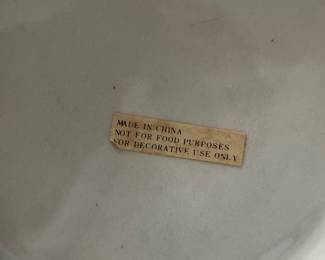 MADE IN CHINA
NOT FOR FOOD PURPOSES
FOR DECORATIVE USE ONLY